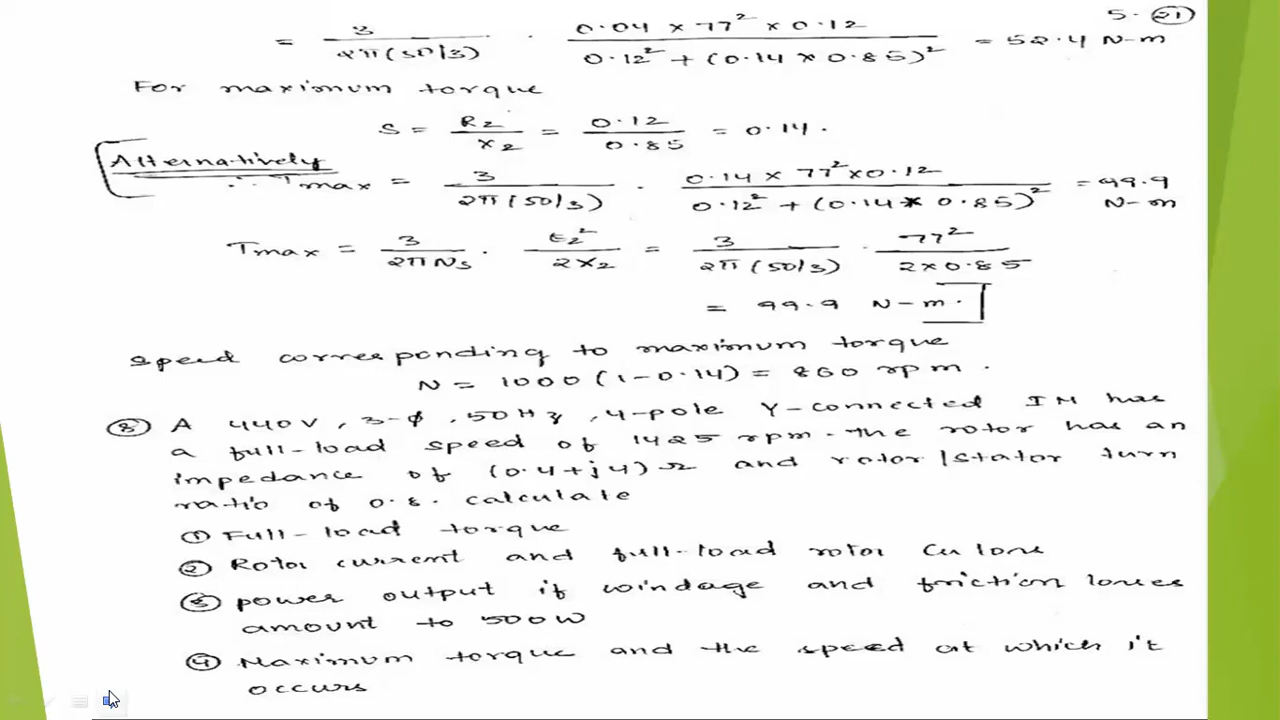 5.21
= 3 / 2π(50/3) · 0.04 × 77² × 0.12 / 0.12² + (0.14 × 0.85)² = 52.4 N-m
For maximum torque
S = R2 / X2 = 0.12 / 0.85 = 0.14.
Alternatively
∴ Tmax = 3 / 2π(50/3) · 0.14 × 77² × 0.12 / 0.12² + (0.14 × 0.85)² = 99.9 N-m
Tmax = 3 / 2πNs · E2² / 2X2 = 3 / 2π(50/3) · 77² / 2×0.85
= 99.9 N-m.
Speed corresponding to maximum torque
N = 1000 (1-0.14) = 860 rpm.
⑧ A 440V, 3-ϕ, 50Hz, 4-pole Y-connected IM has
a full-load speed of 1425 rpm. The rotor has an
impedance of (0.4+j4)Ω and rotor/stator turn
ratio of 0.8. calculate
① Full-load torque
② Rotor current and full-load rotor Cu loss
③ power output if windage and friction losses
amount to 500W
④ Maximum torque and the speed at which it
occurs